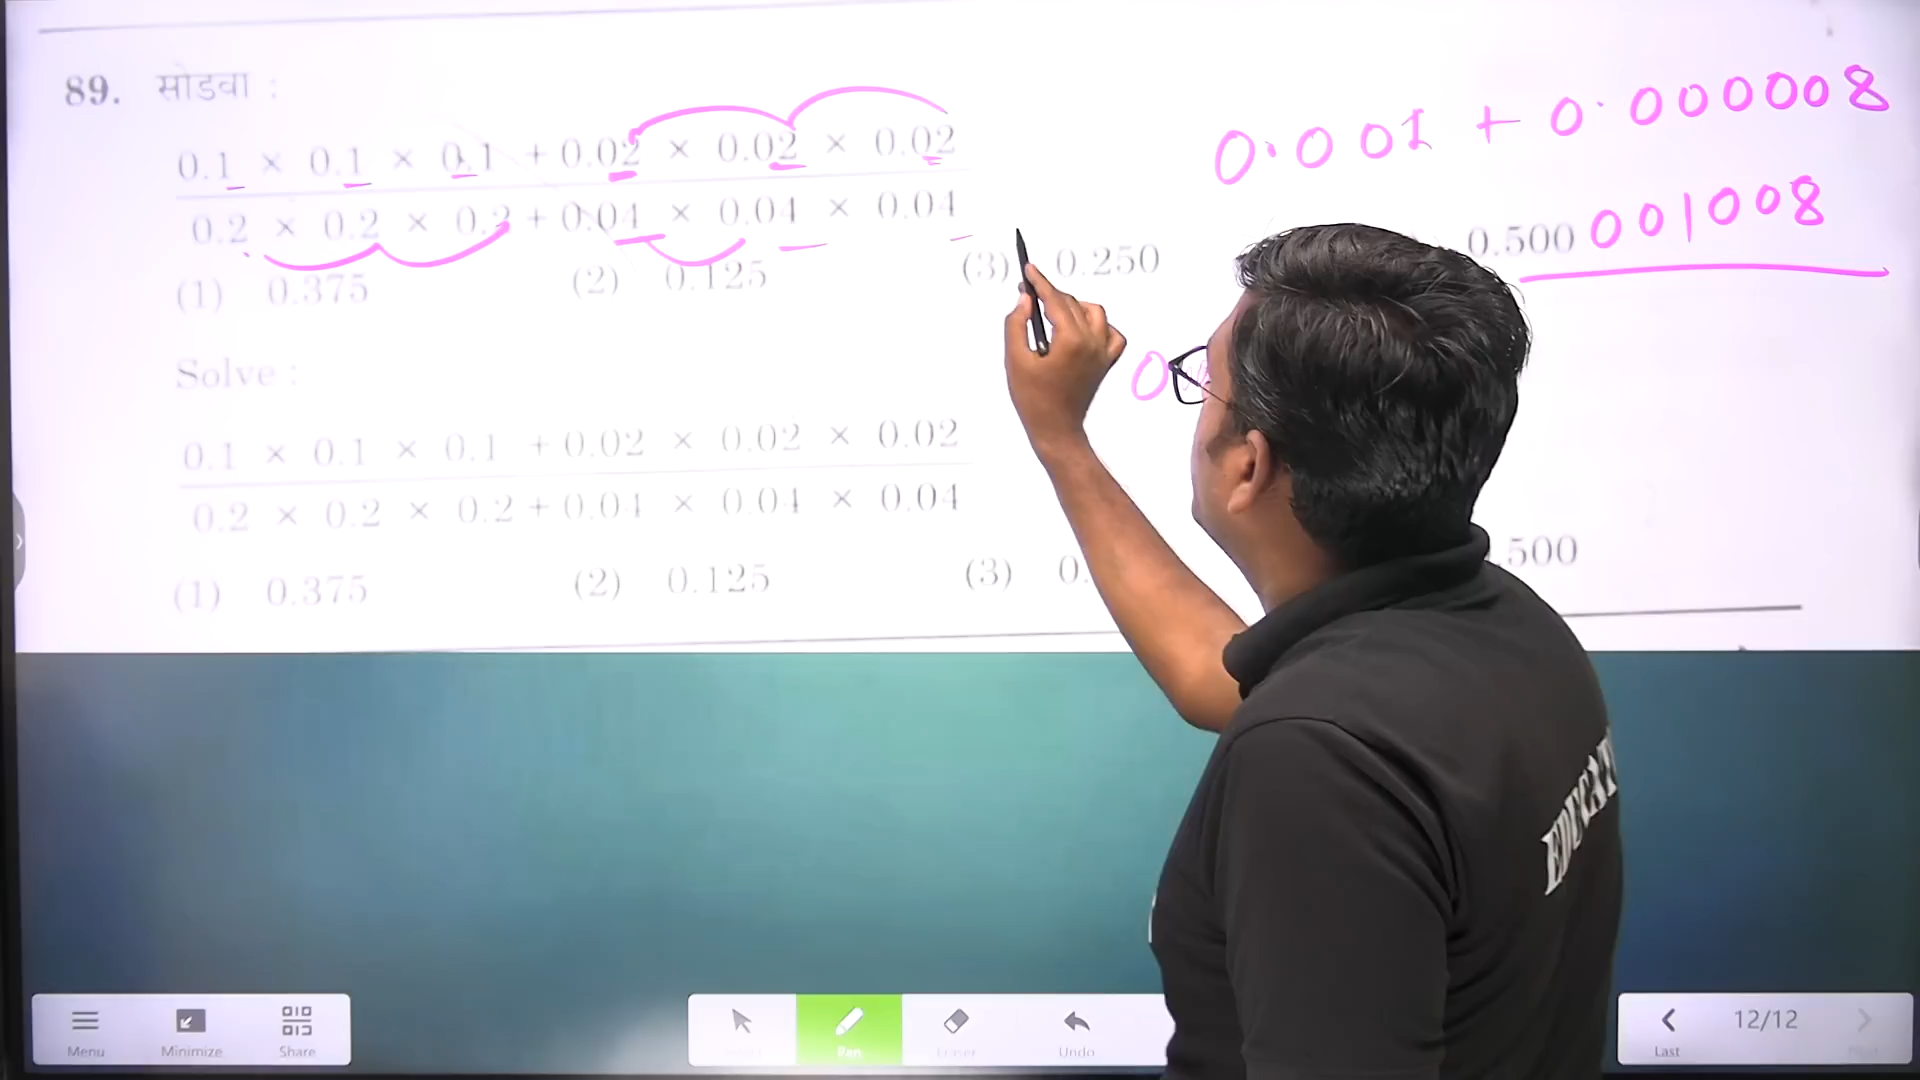 89. सोडवा :
0.1 × 0.1 × 0.1 + 0.02 × 0.02 × 0.02
0.2 × 0.2 × 0.2 + 0.04 × 0.04 × 0.04
(1) 0.375 (2) 0.125 (3) 0.250 0.500
0.001 + 0.000008
001008
0
Solve :
0.1 × 0.1 × 0.1 + 0.02 × 0.02 × 0.02
0.2 × 0.2 × 0.2 + 0.04 × 0.04 × 0.04
(1) 0.375 (2) 0.125 (3) 0. .500
Menu Minimize Share Pen Eraser Undo
12/12
Last